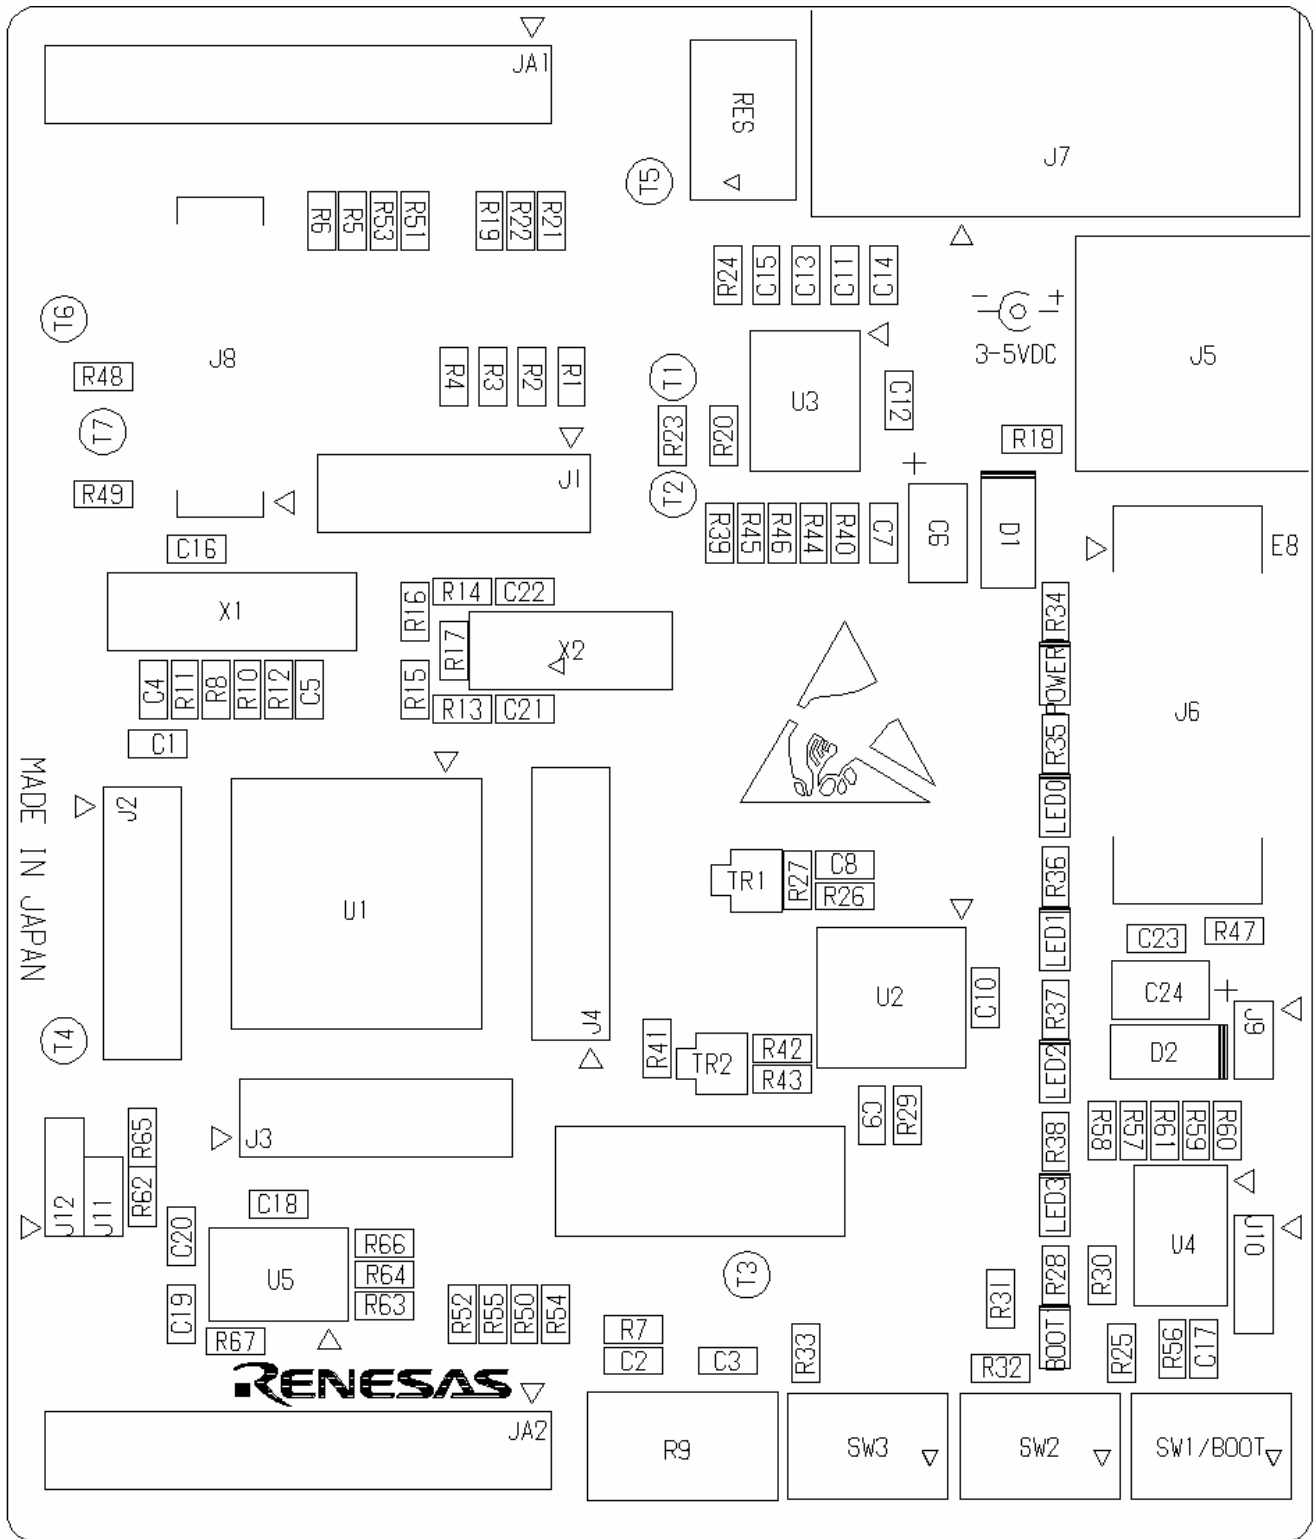 JA1
RES
J7
T5
R6
R5
R53
R51
R19
R22
R21
R24
C15
C13
C11
C14
T6
- +
3-5VDC
J5
J8
R48
R4
R3
R2
R1
T1
U3
C12
T7
R23
R20
R18
R49
J1
T2
+
R39
R45
R46
R44
R40
C7
C6
D1
E8
C16
X1
R16
R14
C22
R17
X2
R34
C4
R11
R8
R10
R12
C5
R15
R13
C21
POWER
J6
C1
R35
MADE IN JAPAN
J2
LED0
U1
TR1
R27
C8
R26
R36
LED1
C23
R47
U2
C10
R37
C24
+
J9
T4
J4
R41
TR2
R42
R43
LED2
D2
C9
R29
J3
R65
R38
R58
R57
R61
R59
R60
J12
J11
R62
C18
LED3
U4
J10
C20
U5
R66
R64
R63
T3
R28
R30
R31
C19
R67
R52
R55
R50
R54
R7
C2
C3
R33
R32
BOOT
R25
R56
C17
RENESAS
JA2
R9
SW3
SW2
SW1/BOOT